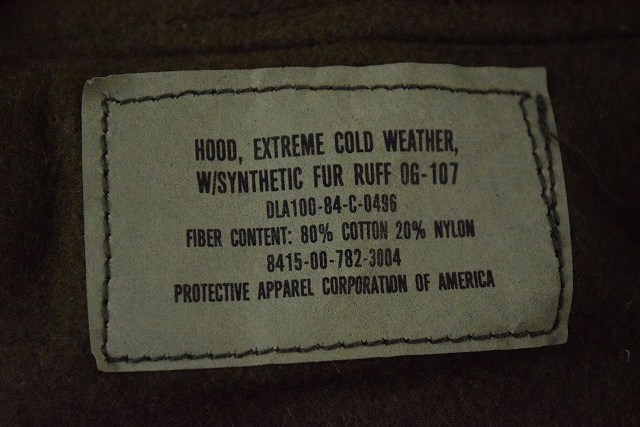 HOOD, EXTREME COLD WEATHER,
W/SYNTHETIC FUR RUFF OG-107
DLA100-84-C-0496
FIBER CONTENT: 80% COTTON 20% NYLON
8415-00-782-3004
PROTECTIVE APPAREL CORPORATION OF AMERICA